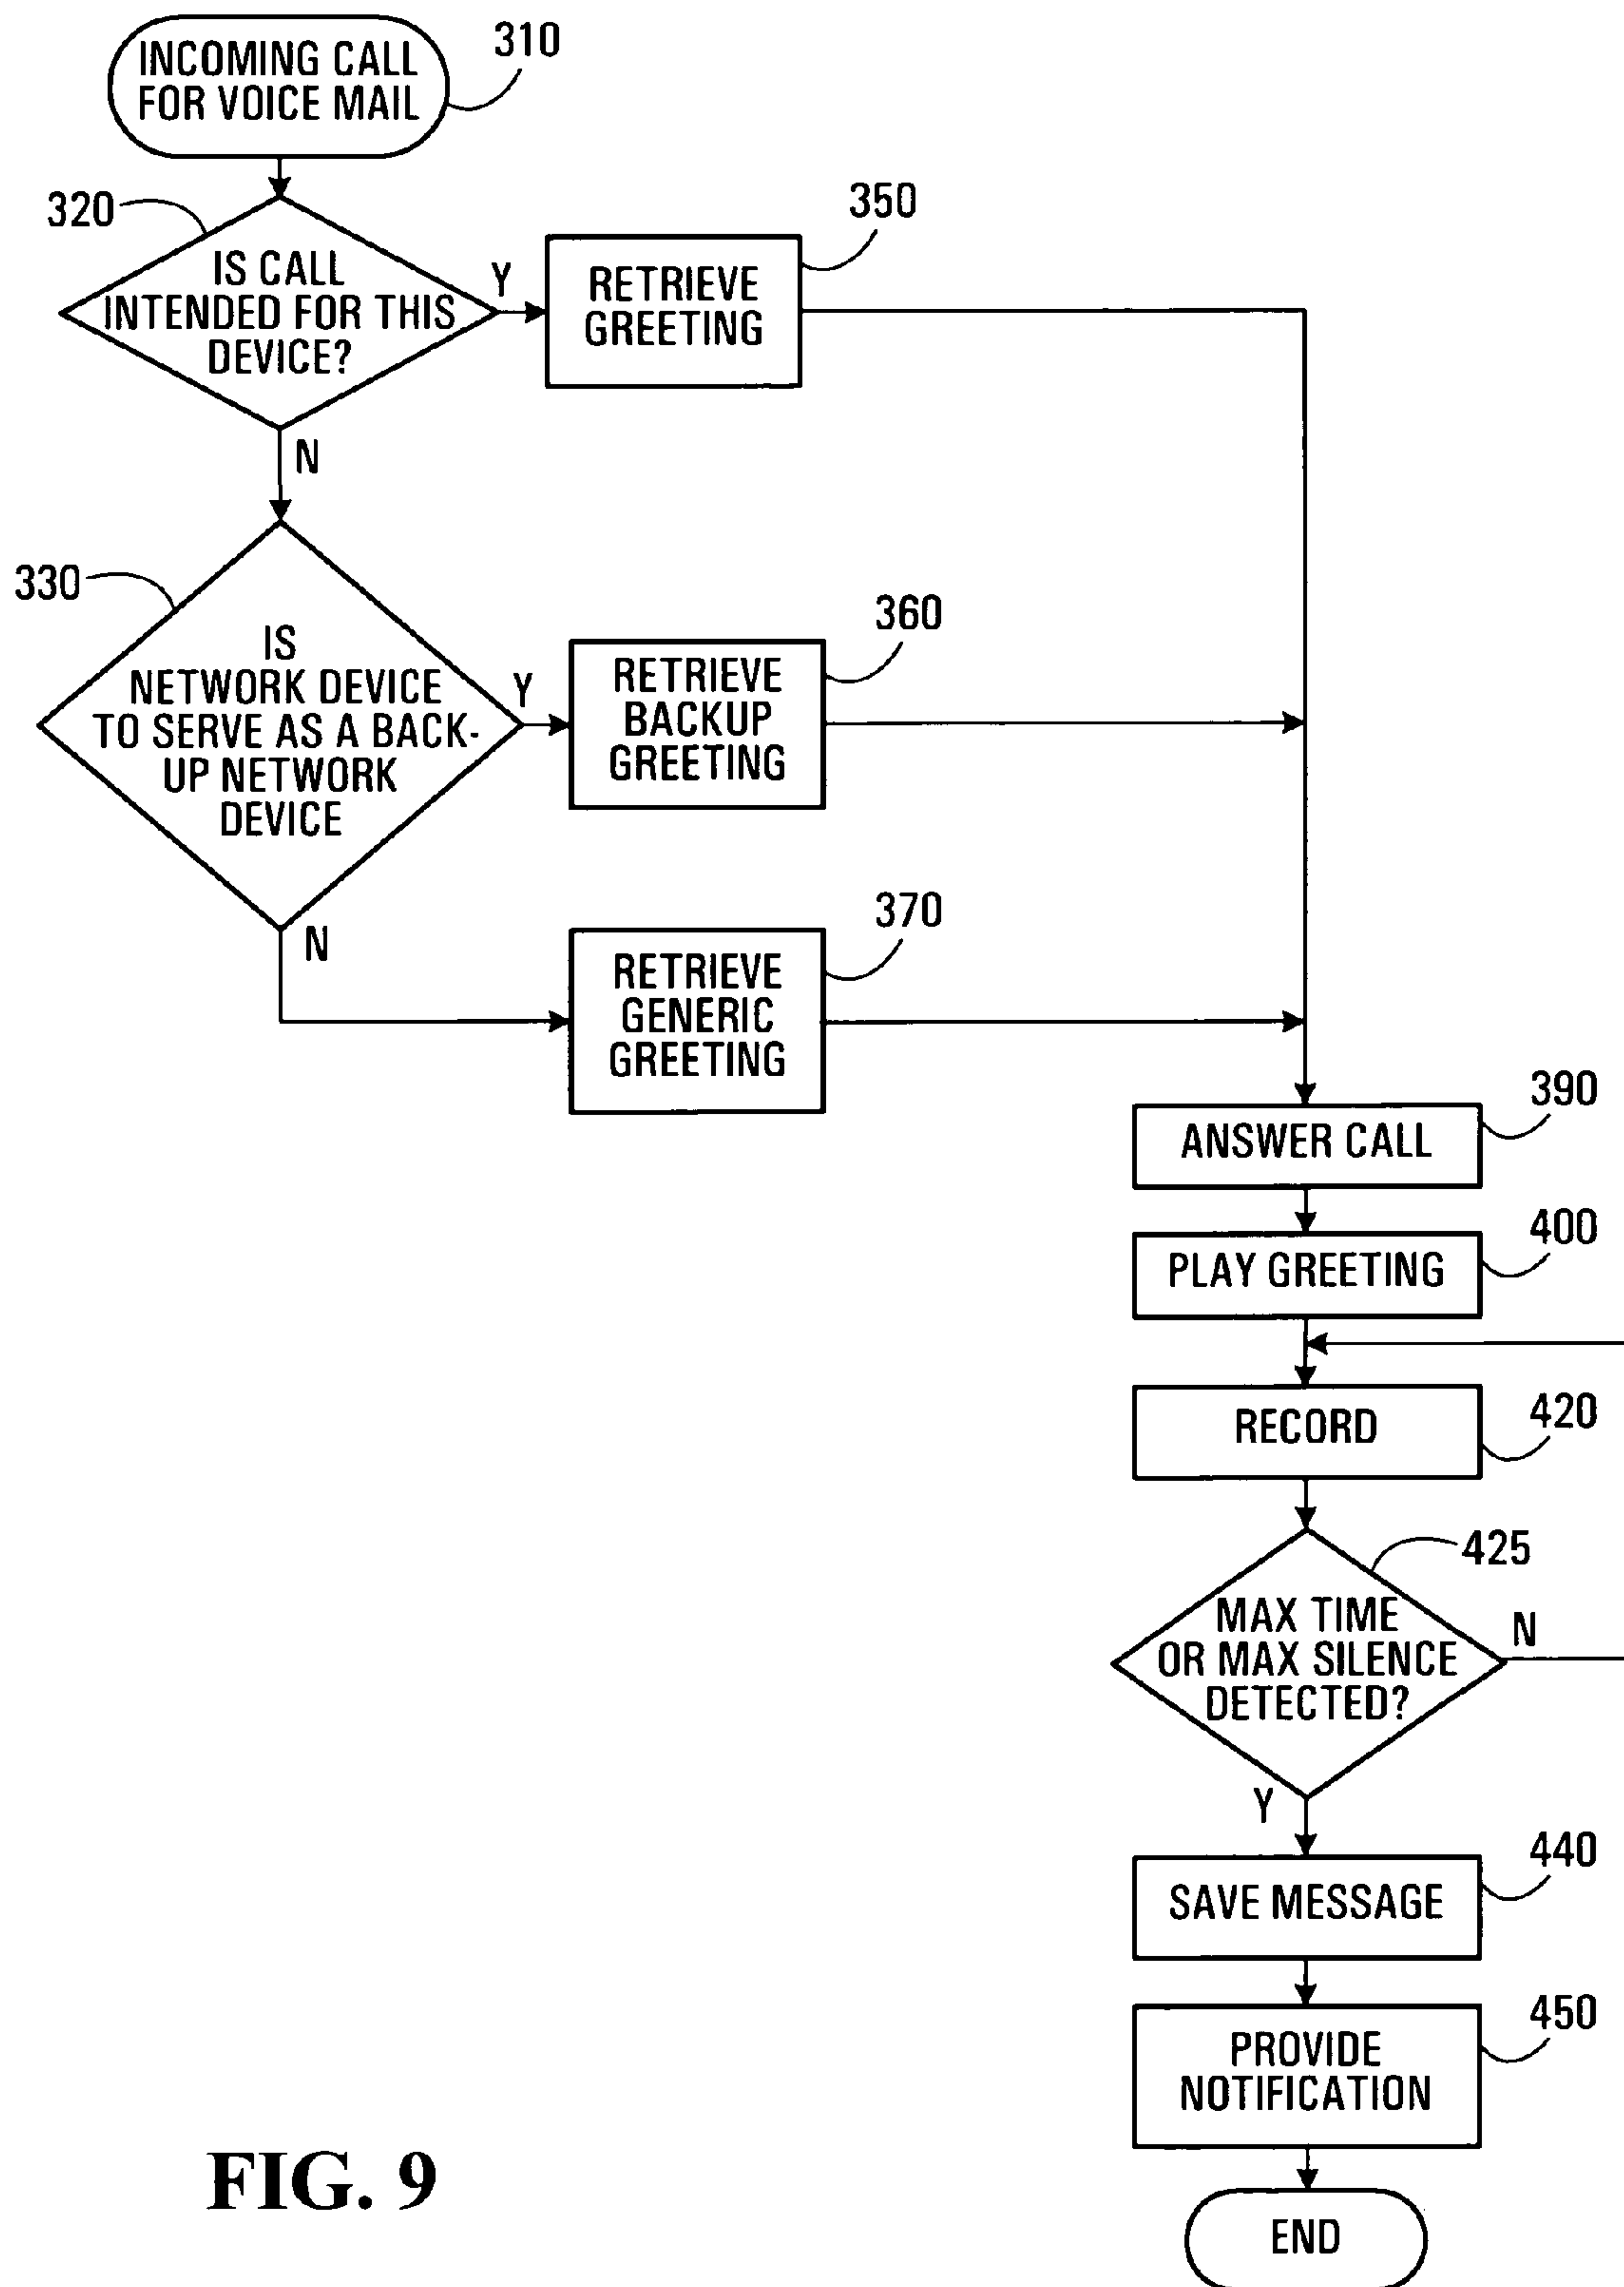 INCOMING CALL
FOR VOICE MAIL
310
320
IS CALL
INTENDED FOR THIS
DEVICE?
Y
N
350
RETRIEVE
GREETING
330
IS
NETWORK DEVICE
TO SERVE AS A BACK-
UP NETWORK
DEVICE
Y
N
360
RETRIEVE
BACKUP
GREETING
370
RETRIEVE
GENERIC
GREETING
390
ANSWER CALL
400
PLAY GREETING
420
RECORD
425
MAX TIME
OR MAX SILENCE
DETECTED?
N
Y
440
SAVE MESSAGE
450
PROVIDE
NOTIFICATION
END
FIG. 9